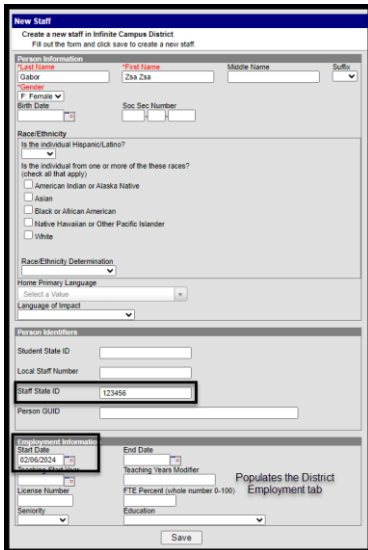 New Staff
Create a new staff in Infinite Campus District
Fill out the form and click save to create a new staff.
Person Information
*Last Name *First Name Middle Name Suffix
Gabor Zsa Zsa
*Gender
F: Female
Birth Date Soc Sec Number
- -
Race/Ethnicity
Is the individual Hispanic/Latino?
Is the individual from one or more of the these races?
(check all that apply)
American Indian or Alaska Native
Asian
Black or African American
Native Hawaiian or Other Pacific Islander
White
Race/Ethnicity Determination
Home Primary Language
Select a Value
Language of Impact
Person Identifiers
Student State ID
Local Staff Number
Staff State ID 123456
Person GUID
Employment Information
Start Date End Date
02/06/2024
Teaching Start Year Teaching Years Modifier
Populates the District
Employment tab
License Number FTE Percent (whole number 0-100)
Seniority Education
Save